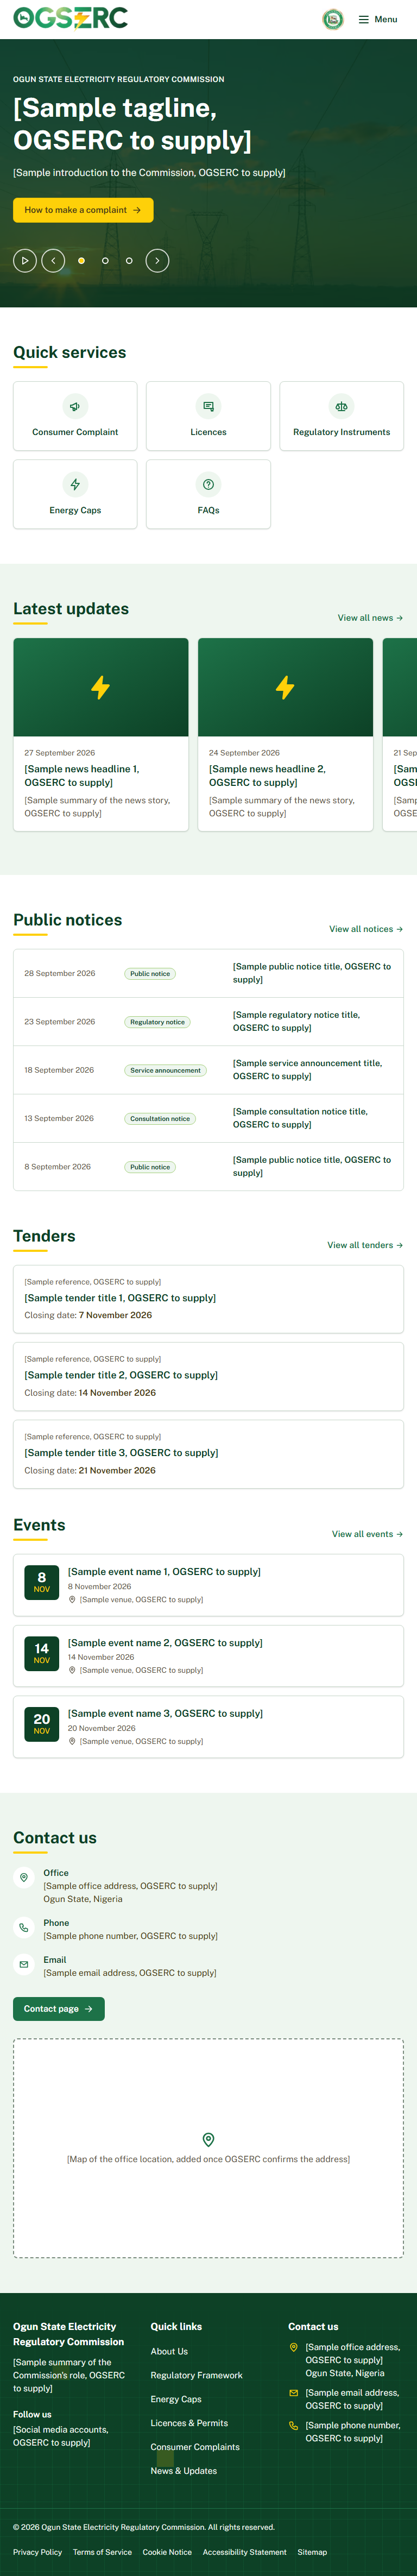 OGSERC
Menu
OGUN STATE ELECTRICITY REGULATORY COMMISSION
[Sample tagline,
OGSERC to supply]
[Sample introduction to the Commission, OGSERC to supply]
How to make a complaint
Quick services
Consumer Complaint
Licences
Regulatory Instruments
Energy Caps
FAQs
Latest updates
View all news →
27 September 2026
[Sample news headline 1,
OGSERC to supply]
[Sample summary of the news story,
OGSERC to supply]
24 September 2026
[Sample news headline 2,
OGSERC to supply]
[Sample summary of the news story,
OGSERC to supply]
21 Sep
[Sam
OGSE
[Samp
OGSE
Public notices
View all notices →
28 September 2026
Public notice
[Sample public notice title, OGSERC to
supply]
23 September 2026
Regulatory notice
[Sample regulatory notice title,
OGSERC to supply]
18 September 2026
Service announcement
[Sample service announcement title,
OGSERC to supply]
13 September 2026
Consultation notice
[Sample consultation notice title,
OGSERC to supply]
8 September 2026
Public notice
[Sample public notice title, OGSERC to
supply]
Tenders
View all tenders →
[Sample reference, OGSERC to supply]
[Sample tender title 1, OGSERC to supply]
Closing date: 7 November 2026
[Sample reference, OGSERC to supply]
[Sample tender title 2, OGSERC to supply]
Closing date: 14 November 2026
[Sample reference, OGSERC to supply]
[Sample tender title 3, OGSERC to supply]
Closing date: 21 November 2026
Events
View all events →
8
NOV
[Sample event name 1, OGSERC to supply]
8 November 2026
[Sample venue, OGSERC to supply]
14
NOV
[Sample event name 2, OGSERC to supply]
14 November 2026
[Sample venue, OGSERC to supply]
20
NOV
[Sample event name 3, OGSERC to supply]
20 November 2026
[Sample venue, OGSERC to supply]
Contact us
Office
[Sample office address, OGSERC to supply]
Ogun State, Nigeria
Phone
[Sample phone number, OGSERC to supply]
Email
[Sample email address, OGSERC to supply]
Contact page
[Map of the office location, added once OGSERC confirms the address]
Ogun State Electricity
Regulatory Commission
[Sample summary of the
Commission's role, OGSERC
to supply]
Follow us
[Social media accounts,
OGSERC to supply]
Quick links
About Us
Regulatory Framework
Energy Caps
Licences & Permits
Consumer Complaints
News & Updates
Contact us
[Sample office address,
OGSERC to supply]
Ogun State, Nigeria
[Sample email address,
OGSERC to supply]
[Sample phone number,
OGSERC to supply]
© 2026 Ogun State Electricity Regulatory Commission. All rights reserved.
Privacy Policy
Terms of Service
Cookie Notice
Accessibility Statement
Sitemap